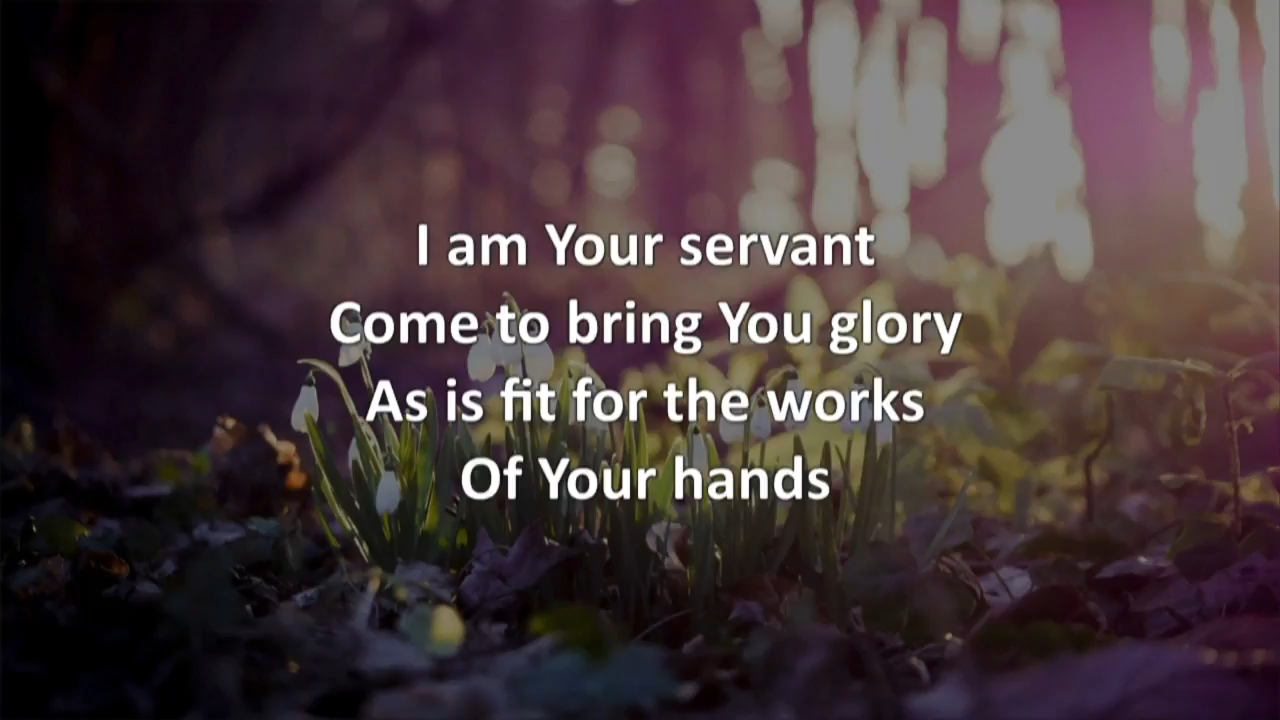 I am Your servant
Come to bring You glory
As is fit for the works
Of Your hands